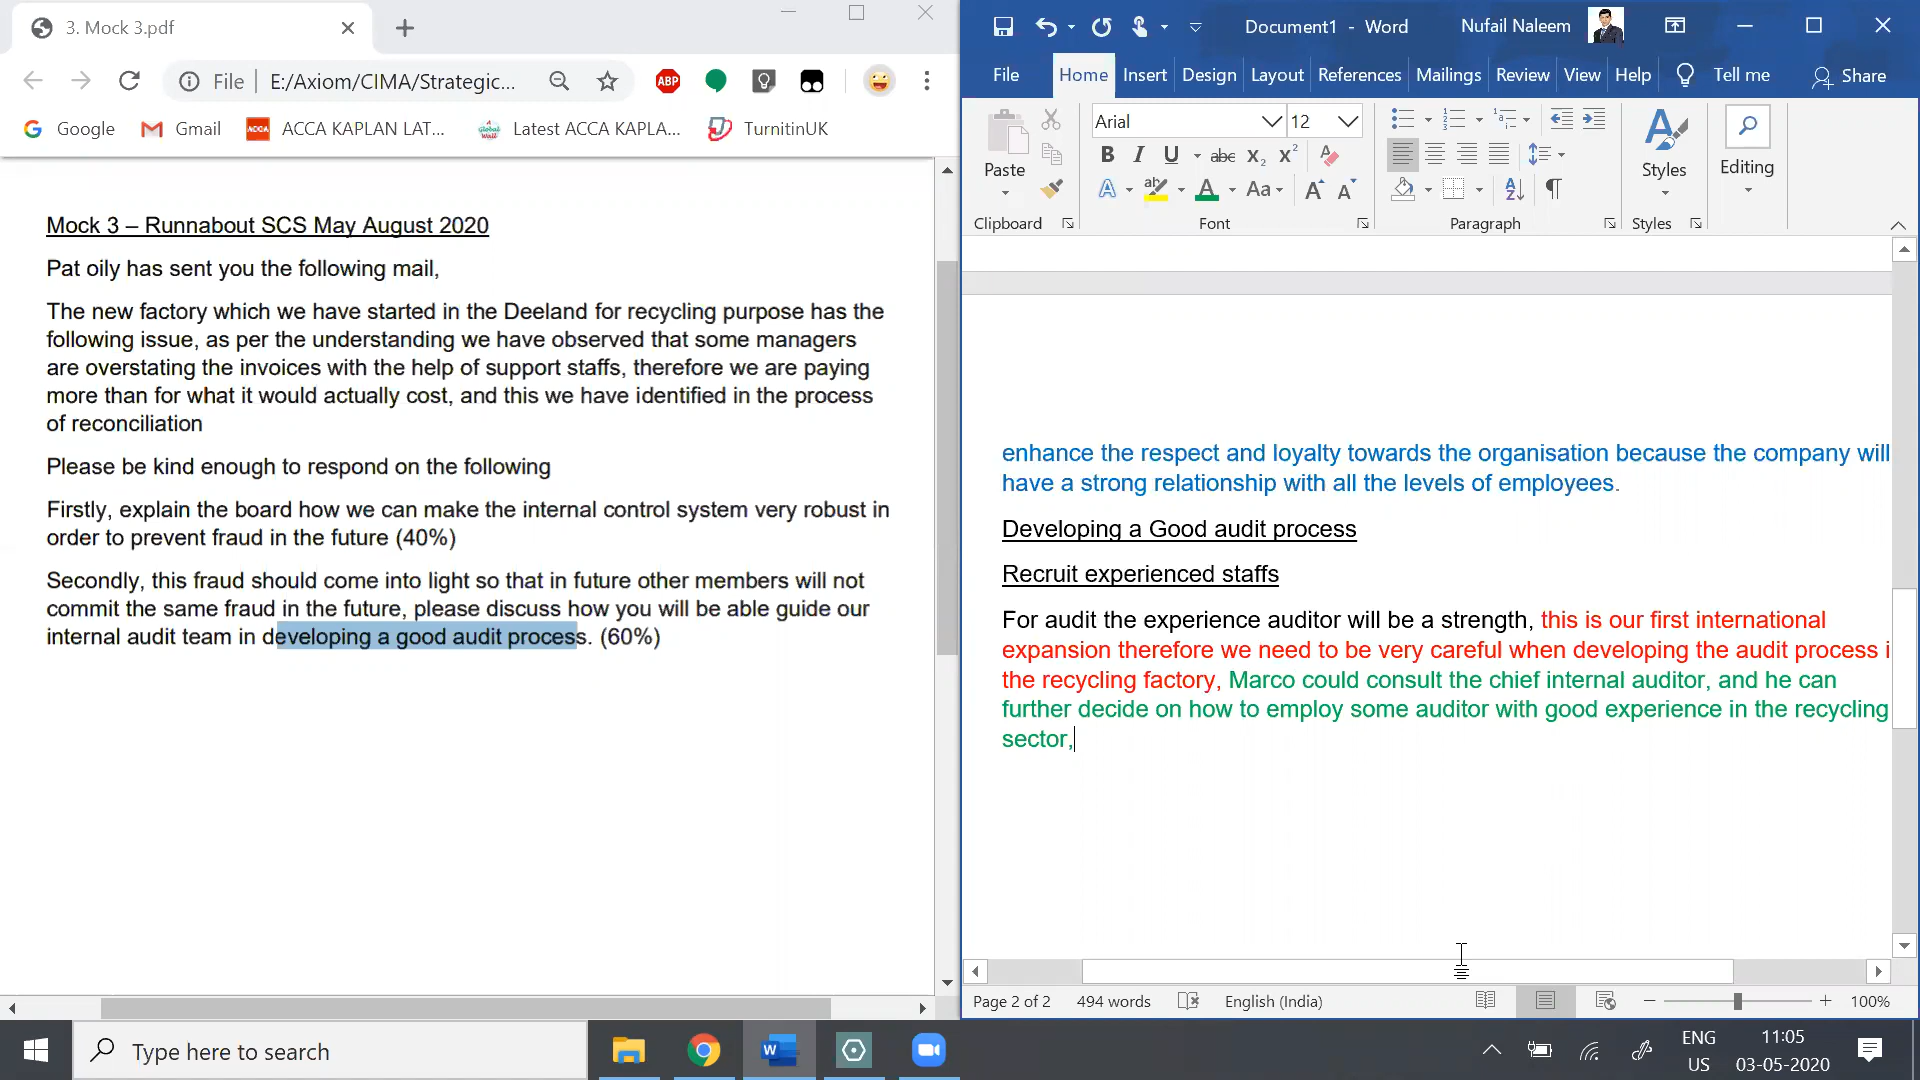 3. Mock 3.pdf
File
E:/Axiom/CIMA/Strategic...
ABP
Google
Gmail
ACCA
ACCA KAPLAN LAT...
Latest ACCA KAPLA...
TurnitinUK
Mock 3 – Runnabout SCS May August 2020
Pat oily has sent you the following mail,
The new factory which we have started in the Deeland for recycling purpose has the
following issue, as per the understanding we have observed that some managers
are overstating the invoices with the help of support staffs, therefore we are paying
more than for what it would actually cost, and this we have identified in the process
of reconciliation
Please be kind enough to respond on the following
Firstly, explain the board how we can make the internal control system very robust in
order to prevent fraud in the future (40%)
Secondly, this fraud should come into light so that in future other members will not
commit the same fraud in the future, please discuss how you will be able guide our
internal audit team in developing a good audit process. (60%)
Document1 - Word
Nufail Naleem
File Home Insert Design Layout References Mailings Review View Help Tell me Share
Arial 12
Paste
B I U abc X₂ X²
Styles
Editing
A ab A Aa A A
Clipboard Font Paragraph Styles
enhance the respect and loyalty towards the organisation because the company will
have a strong relationship with all the levels of employees.
Developing a Good audit process
Recruit experienced staffs
For audit the experience auditor will be a strength, this is our first international
expansion therefore we need to be very careful when developing the audit process i
the recycling factory, Marco could consult the chief internal auditor, and he can
further decide on how to employ some auditor with good experience in the recycling
sector,
Page 2 of 2 494 words English (India) 100%
Type here to search
ENG
US
11:05
03-05-2020